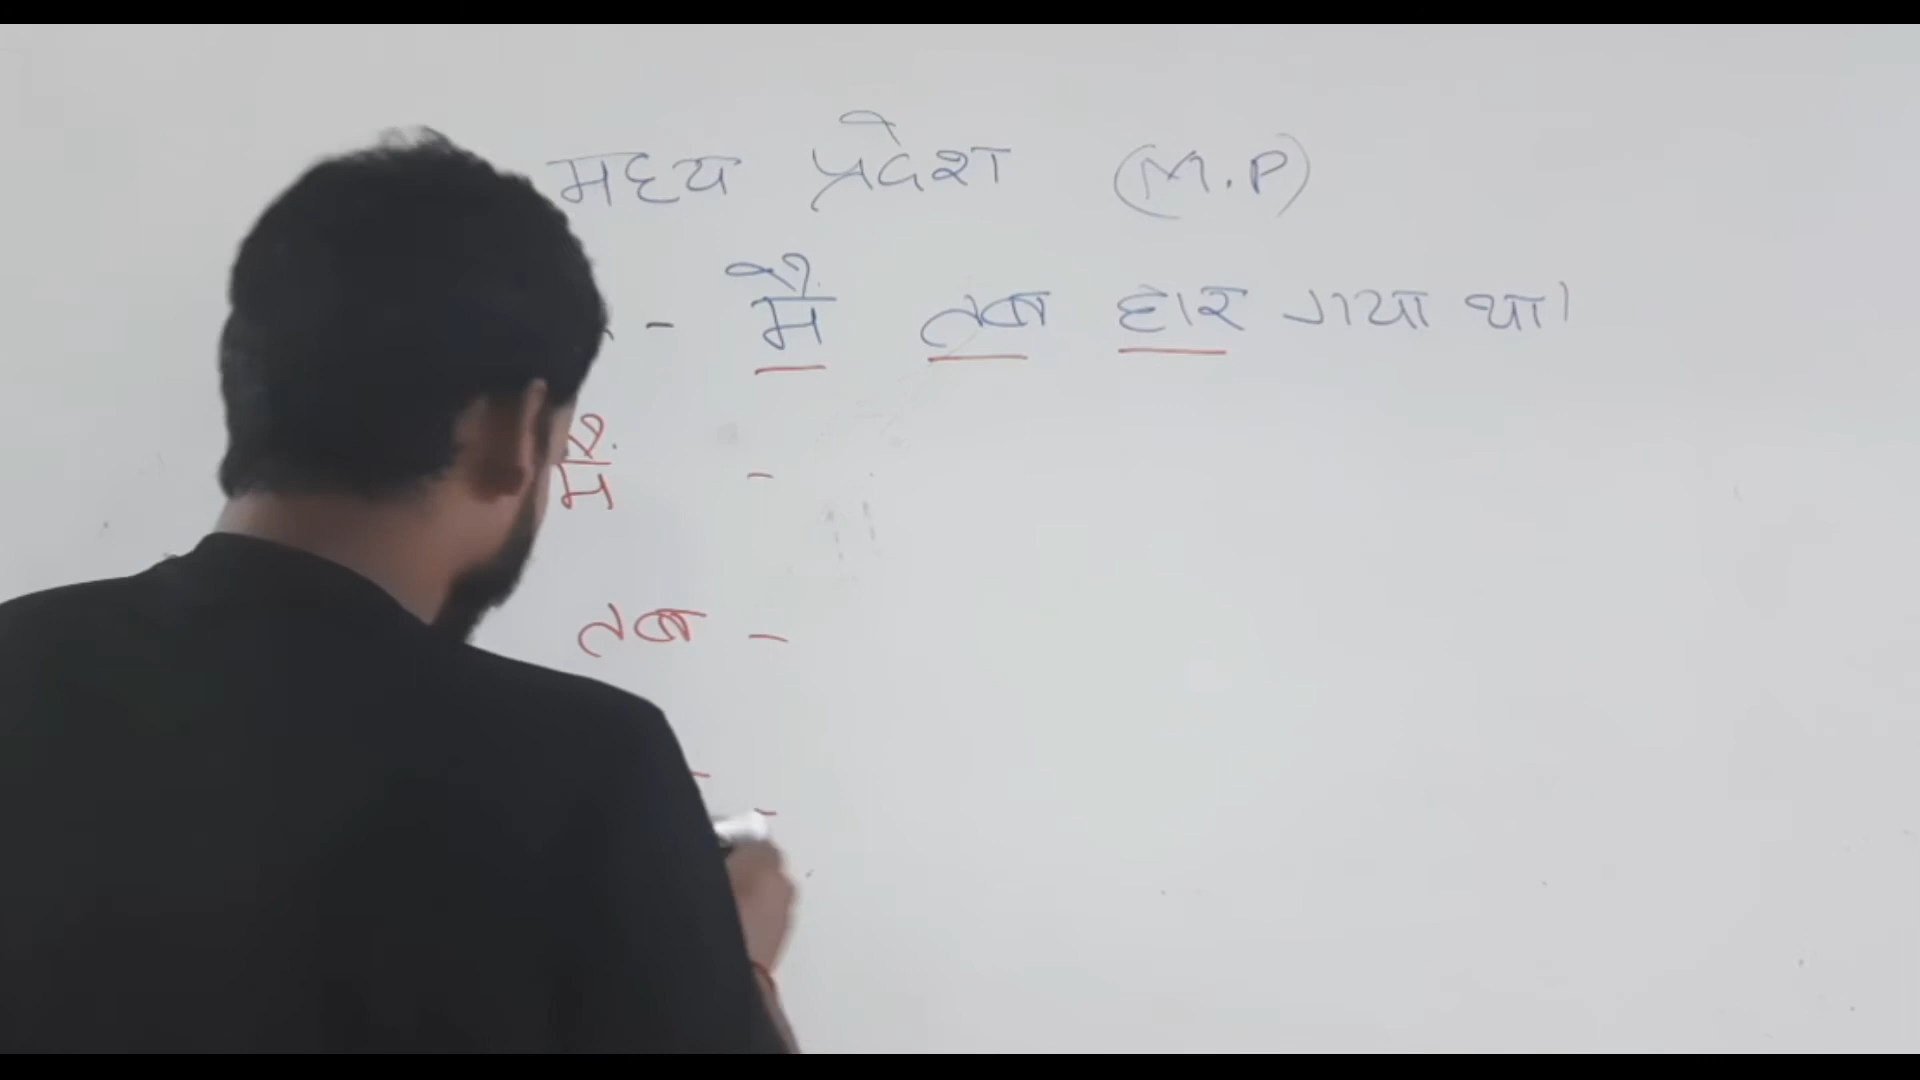 मध्य प्रदेश (M.P)
- मैं तब हार गया था।
मैं -
तब -
-